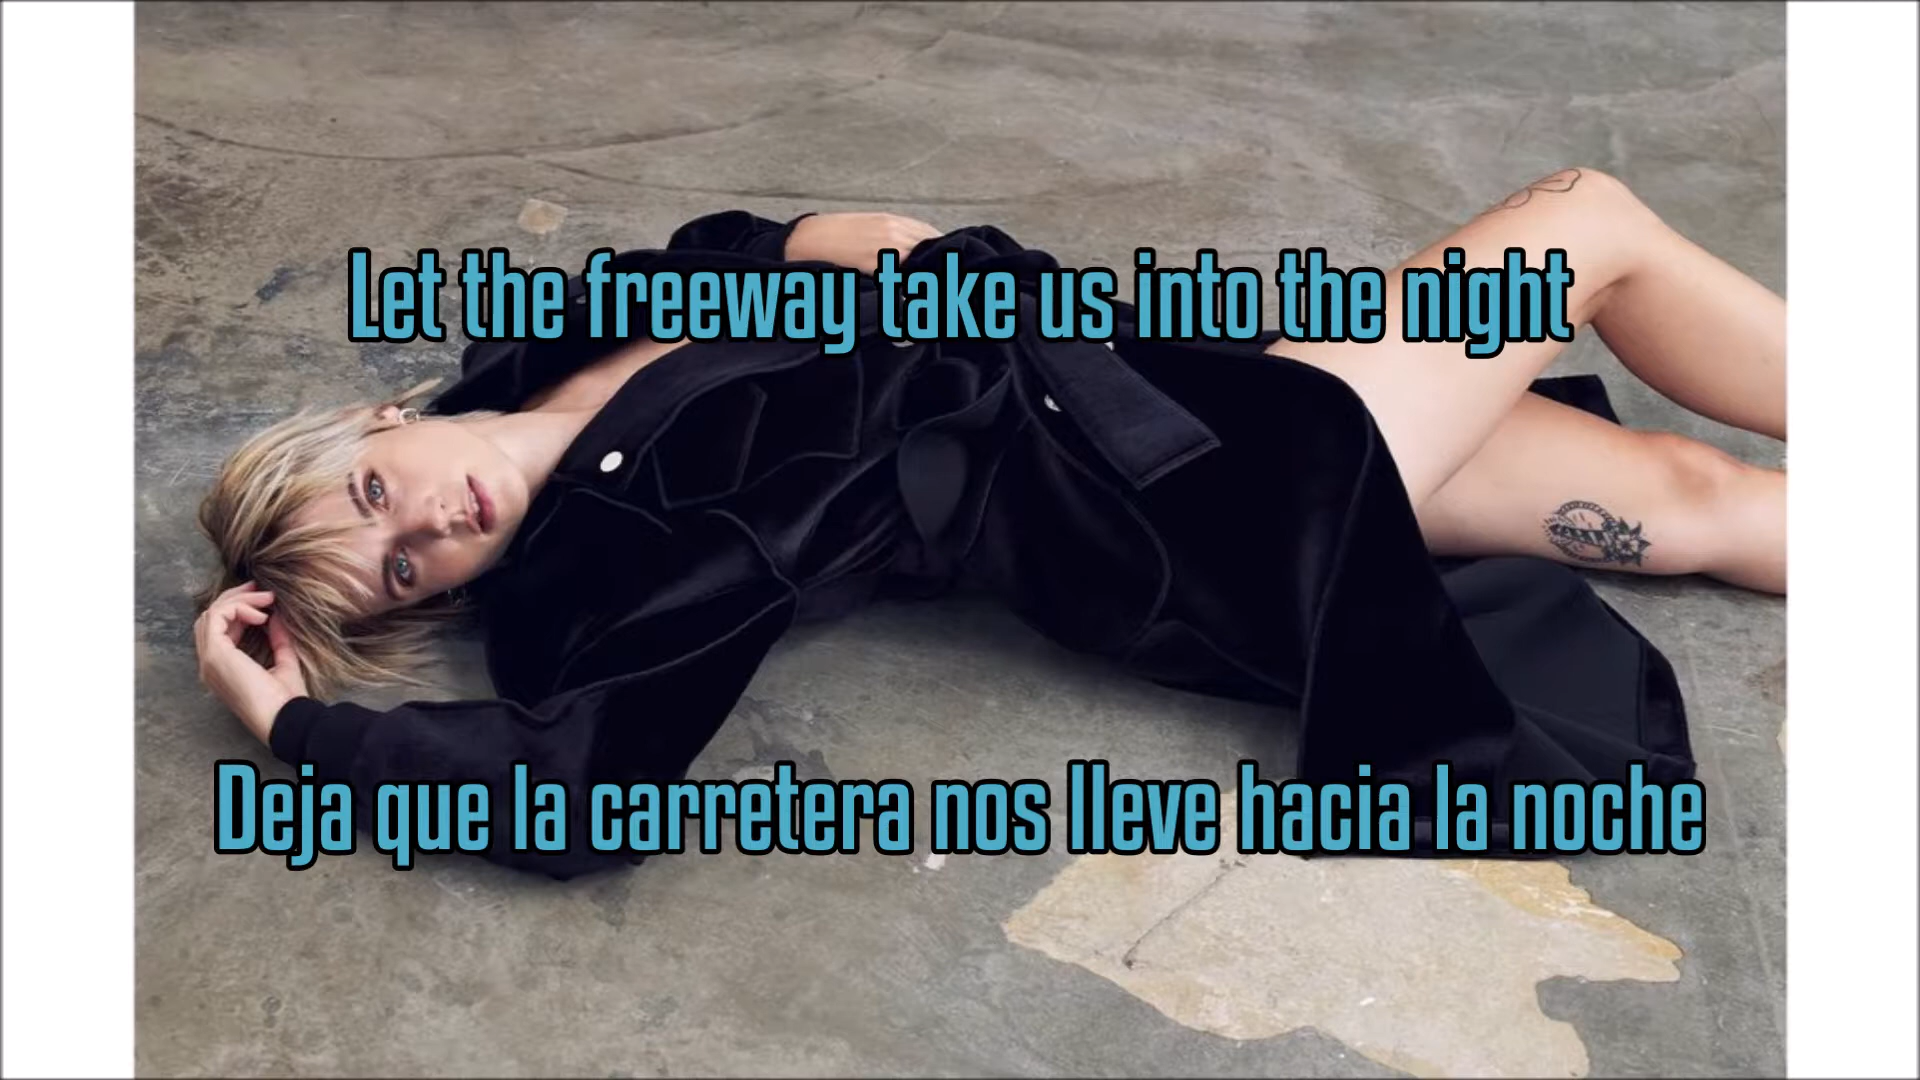 Let the freeway take us into the night
Deja que la carretera nos lleve hacia la noche